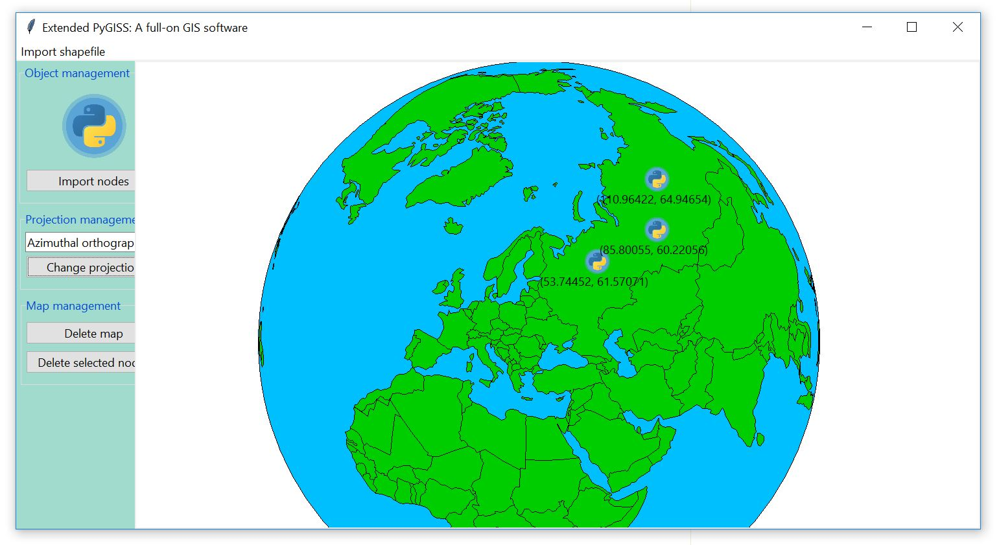 Extended PyGISS: A full-on GIS software
Import shapefile
Object management
Import nodes
Projection manageme
Azimuthal orthograp
Change projectio
Map management
Delete map
Delete selected noc
(110.96422, 64.94654)
(85.80055, 60.22056)
(53.74452, 61.57071)